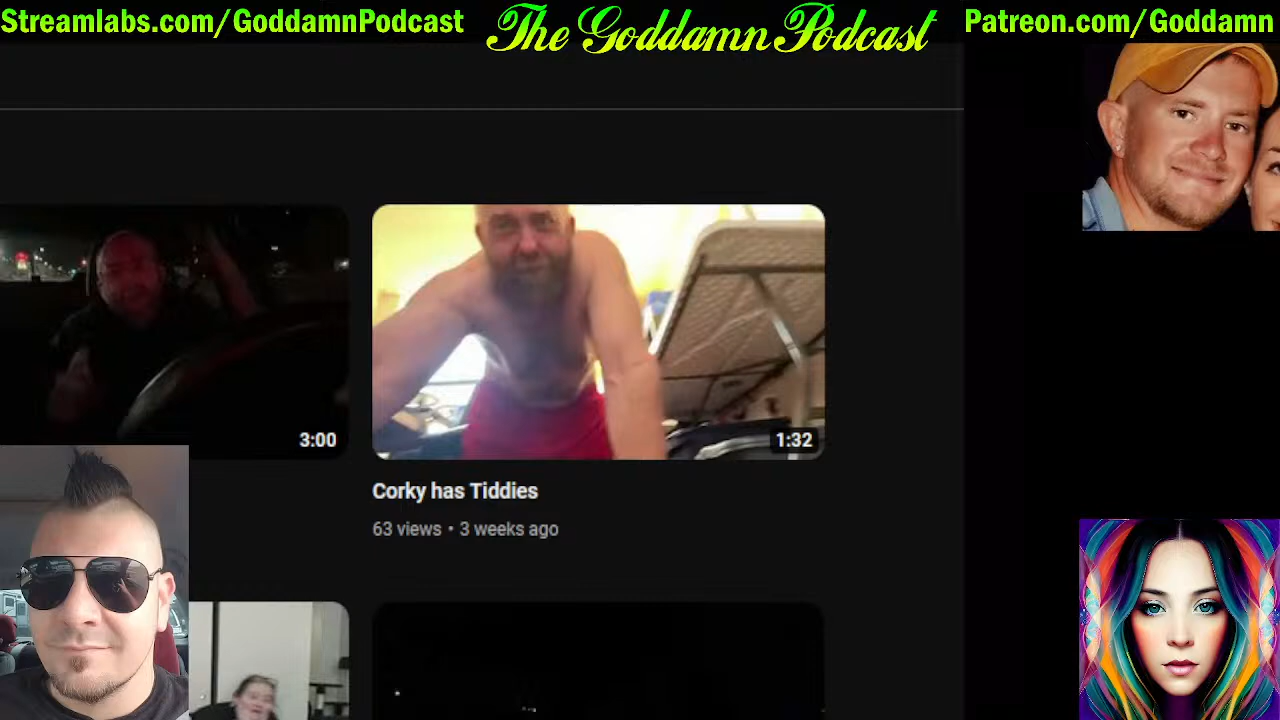 Streamlabs.com/GoddamnPodcast
The Goddamn Podcast
Patreon.com/Goddamn
3:00
1:32
Corky has Tiddies
63 views • 3 weeks ago